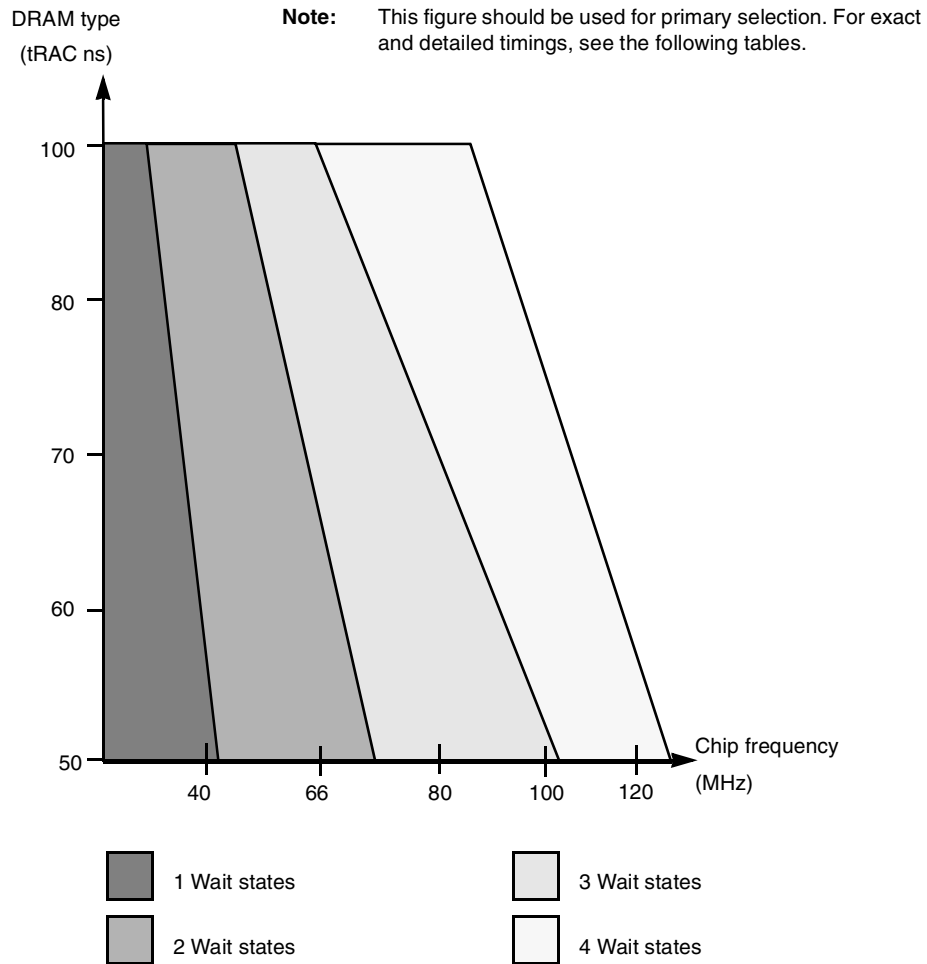 DRAM type
(tRAC ns)
Note: This figure should be used for primary selection. For exact
and detailed timings, see the following tables.
100
80
70
60
50
40 66 80 100 120
Chip frequency
(MHz)
1 Wait states
3 Wait states
2 Wait states
4 Wait states